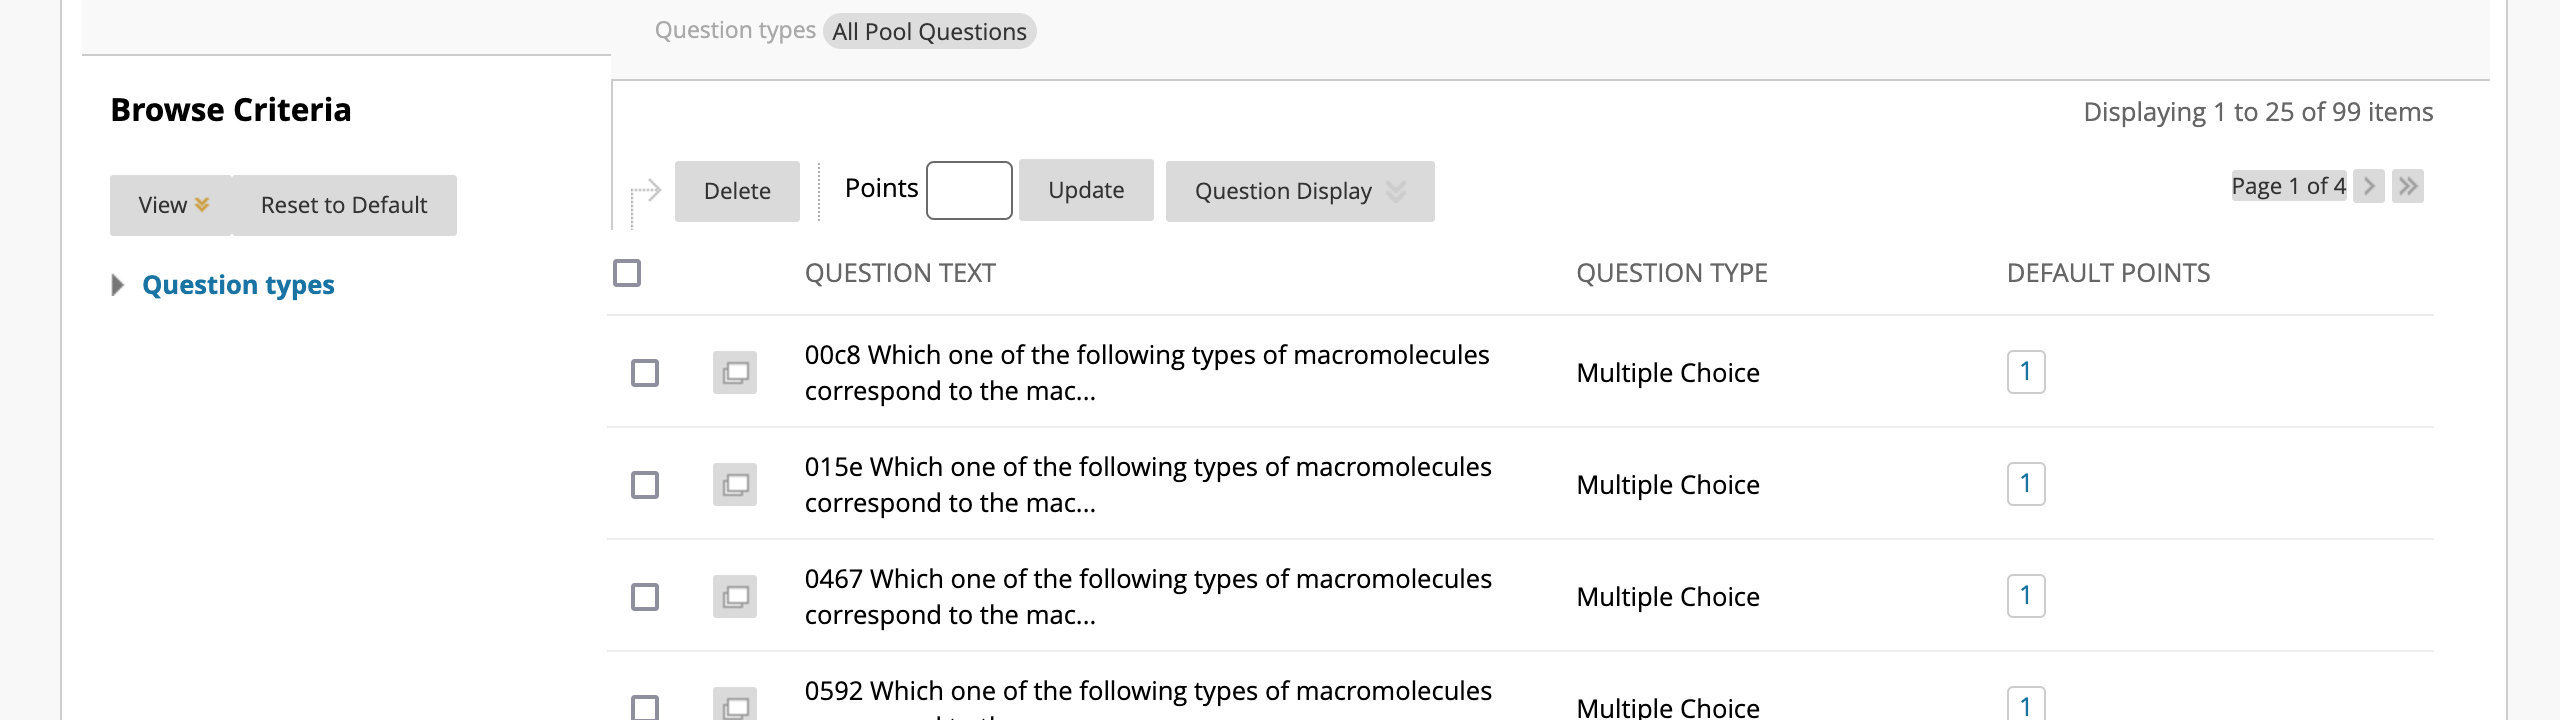 Question types All Pool Questions
Browse Criteria
Displaying 1 to 25 of 99 items
View Reset to Default
Delete Points Update Question Display
Page 1 of 4
Question types
QUESTION TEXT QUESTION TYPE DEFAULT POINTS
00c8 Which one of the following types of macromolecules
correspond to the mac...
Multiple Choice 1
015e Which one of the following types of macromolecules
correspond to the mac...
Multiple Choice 1
0467 Which one of the following types of macromolecules
correspond to the mac...
Multiple Choice 1
0592 Which one of the following types of macromolecules
Multiple Choice 1